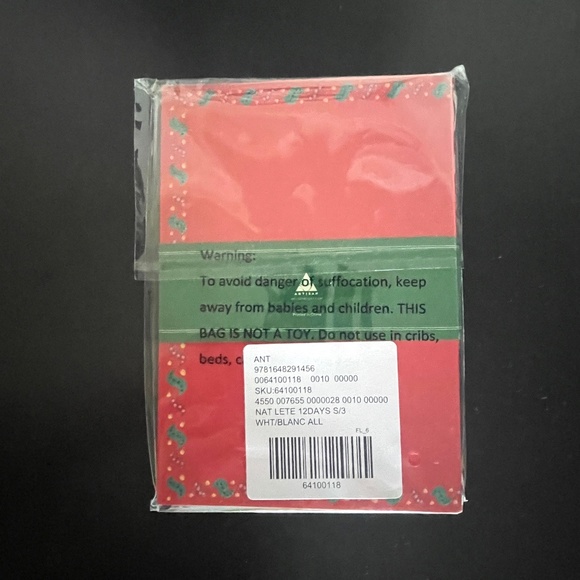 Warning:
To avoid danger of suffocation, keep
ARTISAN
away from babies and children. THIS
BAG IS NOT A TOY. Do not use in cribs,
beds, c
ANT
9781648291456
0064100118 0010 00000
SKU:64100118
4550 007655 0000028 0010 00000
NAT LETE 12DAYS S/3
WHT/BLANC ALL
FL_6
64100118